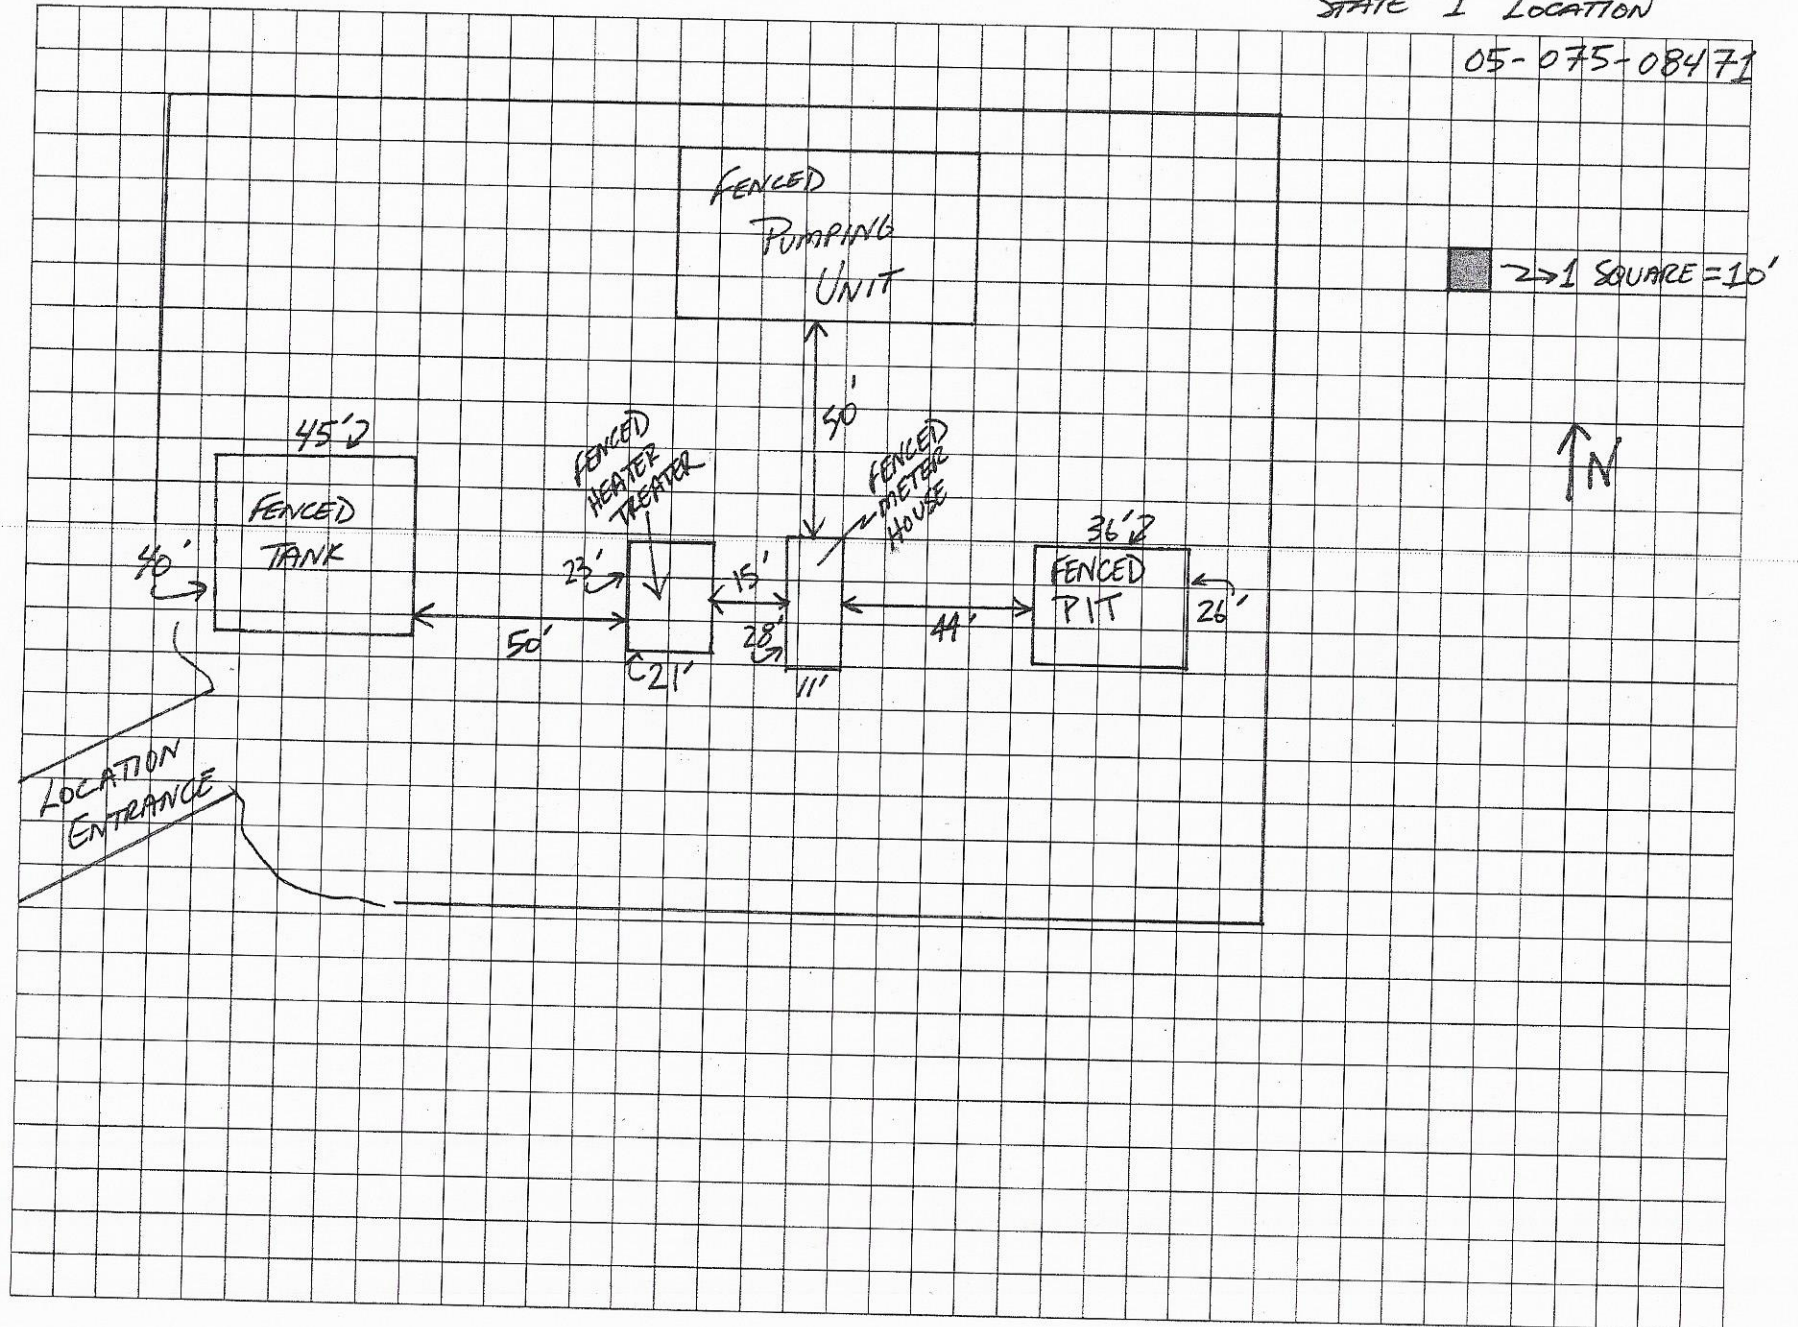 STATE 1 LOCATION
05-075-08471
FENCED
PUMPING
UNIT
1 SQUARE = 10'
50'
N
45'
FENCED
TANK
40'
FENCED
HEATER
TREATER
23'
21'
50'
15'
FENCED
METER
HOUSE
28'
11'
44'
36'
FENCED
PIT
26'
LOCATION
ENTRANCE